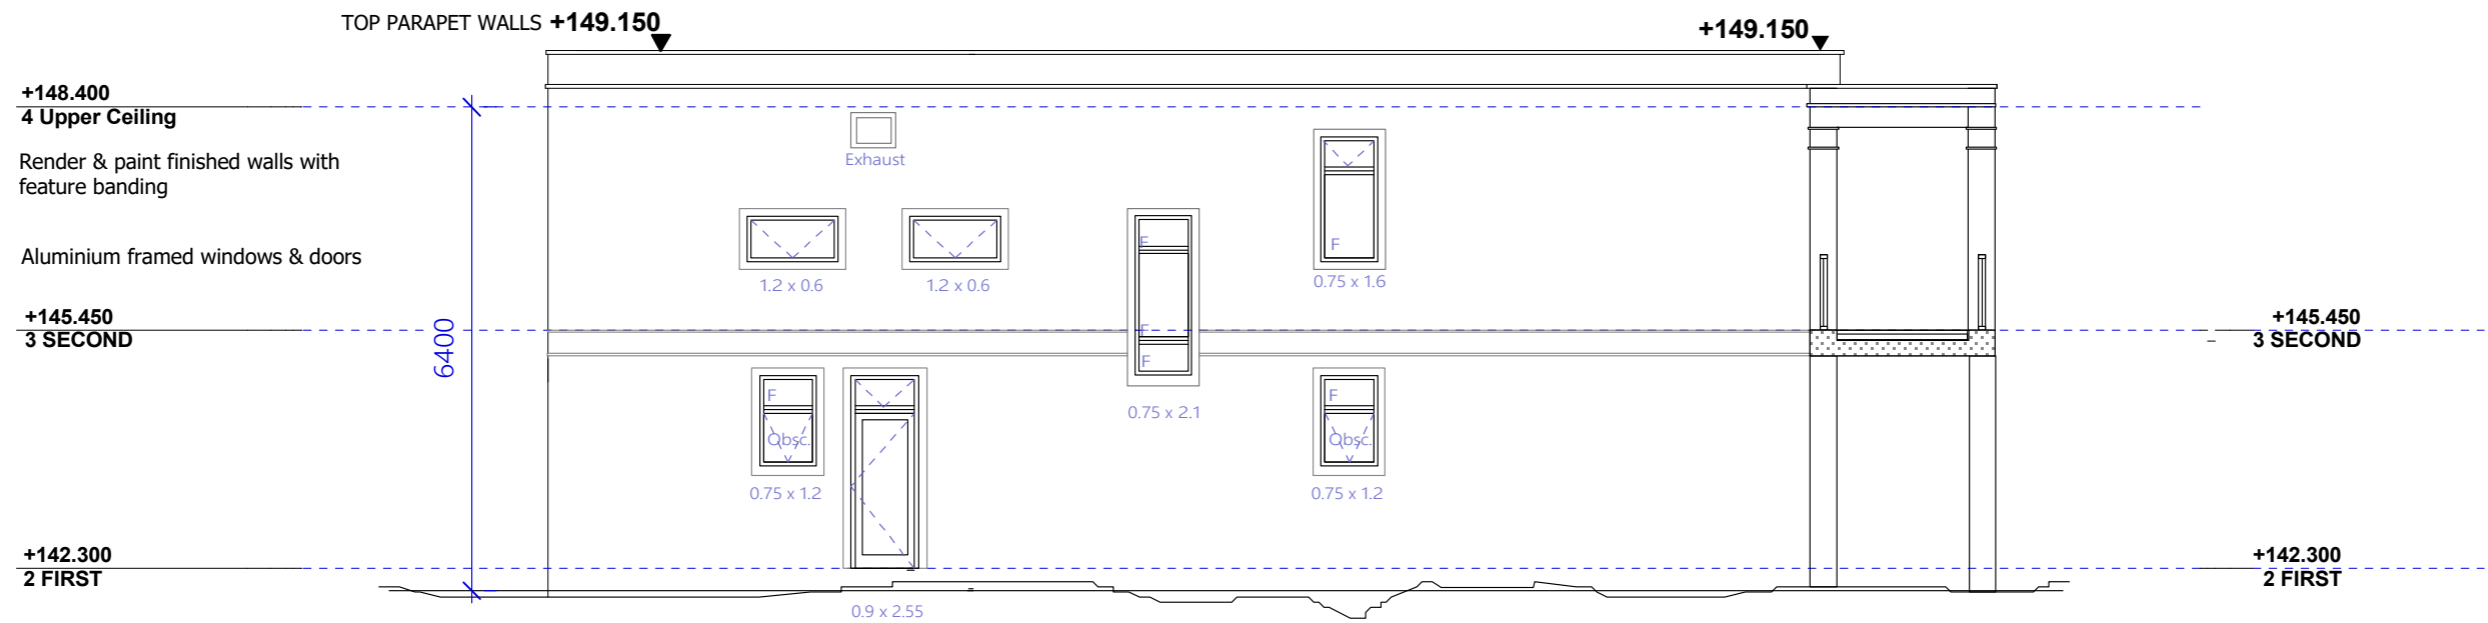 TOP PARAPET WALLS +149.150
+149.150
+148.400
4 Upper Ceiling
Render & paint finished walls with
feature banding
Exhaust
Aluminium framed windows & doors
F
F
1.2 x 0.6
1.2 x 0.6
0.75 x 1.6
+145.450
3 SECOND
6400
F
F
+145.450
3 SECOND
F
Obsc.
0.75 x 2.1
F
Obsc.
0.75 x 1.2
0.75 x 1.2
+142.300
2 FIRST
+142.300
2 FIRST
0.9 x 2.55